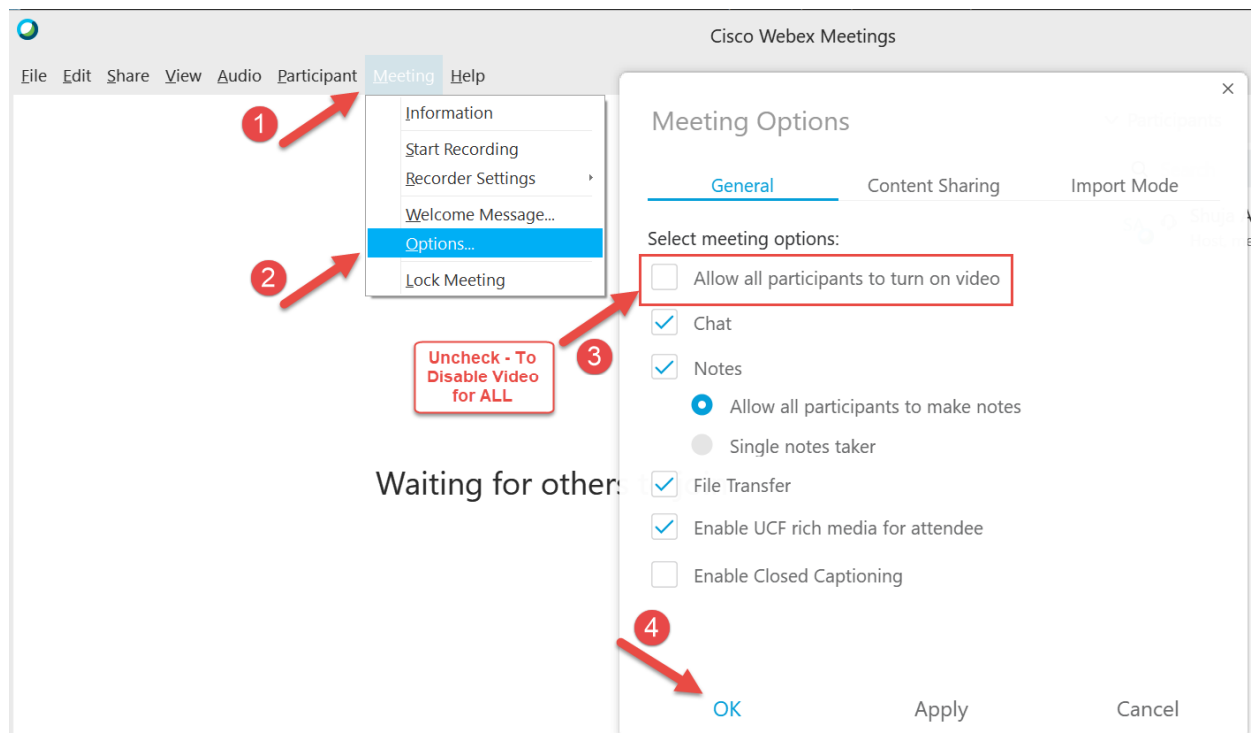 Cisco Webex Meetings
File Edit Share View Audio Participant Meeting Help
1
Information
Start Recording
Recorder Settings
Welcome Message...
Options...
Lock Meeting
2
Uncheck - To
Disable Video
for ALL
3
Waiting for others
Meeting Options
Participants
General Content Sharing Import Mode
Select meeting options:
Allow all participants to turn on video
Chat
Notes
Allow all participants to make notes
Single notes taker
File Transfer
Enable UCF rich media for attendee
Enable Closed Captioning
4
OK Apply Cancel